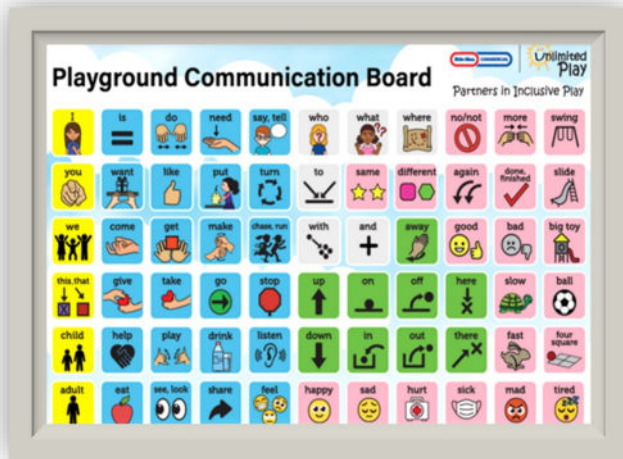 Playground Communication Board
Unlimited
Play
Partners in Inclusive Play
I is do need say, tell who what where no/not more swing
you want like put turn to same different again done, finished slide
we come get make chase, run with and away good bad big toy
this, that give take go stop up on off here slow ball
child help play drink listen down in out there fast four square
adult eat see, look share feel happy sad hurt sick mad tired